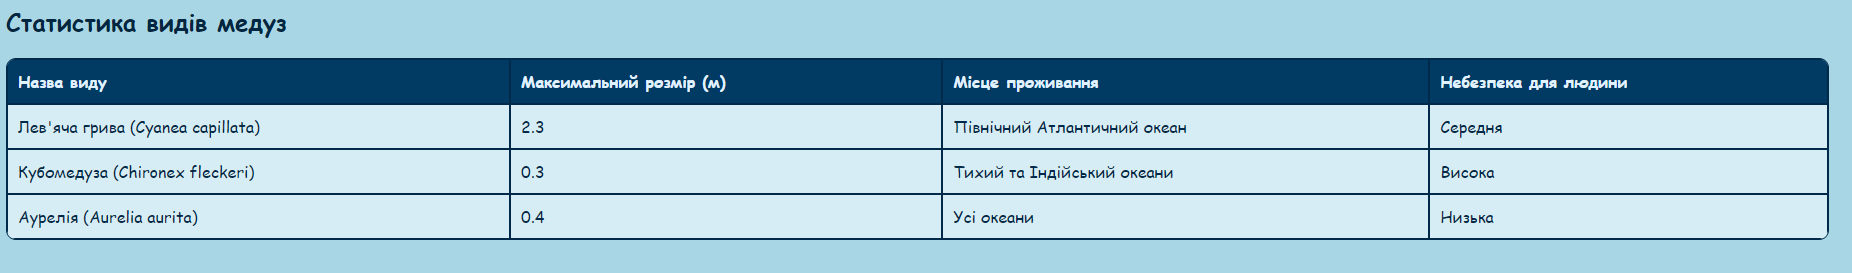 Статистика видів медуз
Назва виду Максимальний розмір (м) Місце проживання Небезпека для людини
Лев'яча грива (Cyanea capillata) 2.3 Північний Атлантичний океан Середня
Кубомедуза (Chironex fleckeri) 0.3 Тихий та Індійський океани Висока
Аурелія (Aurelia aurita) 0.4 Усі океани Низька